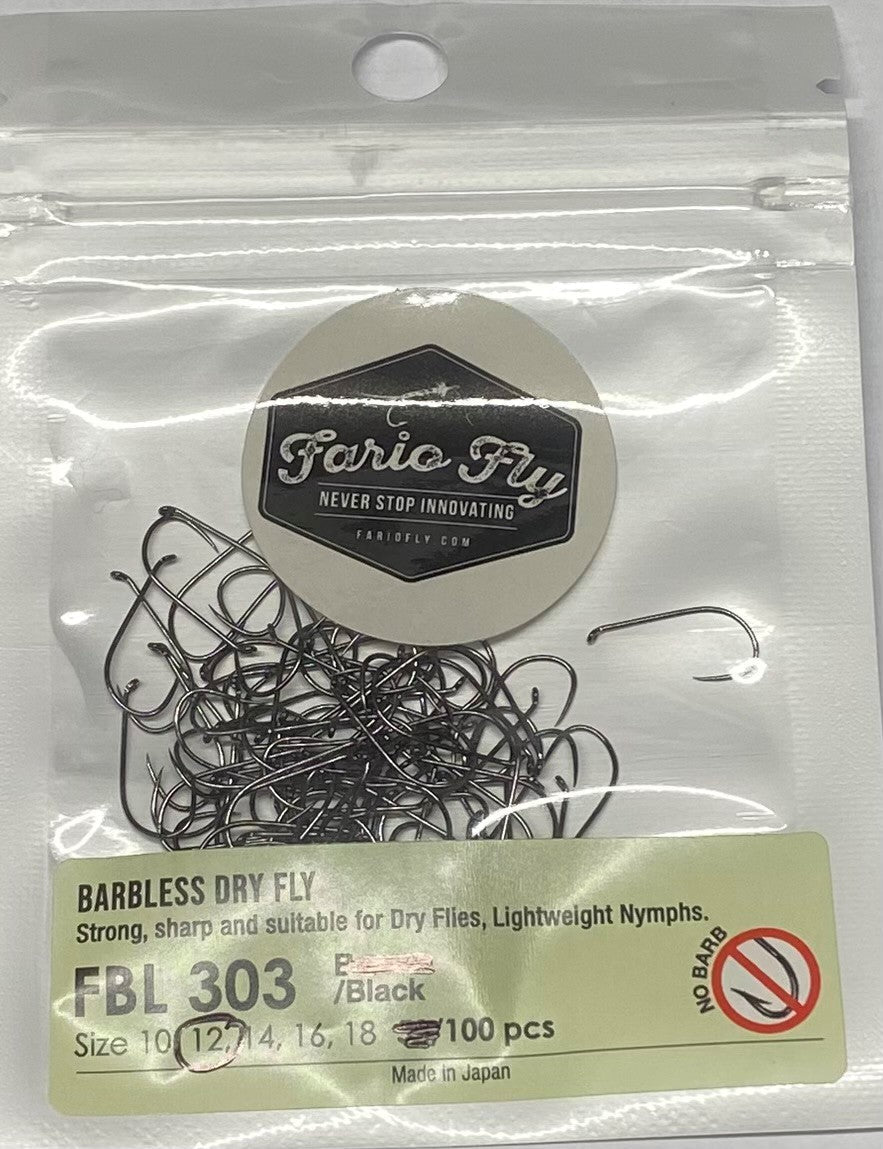 Fario Fly
NEVER STOP INNOVATING
FARIOFLY.COM
BARBLESS DRY FLY
Strong, sharp and suitable for Dry Flies, Lightweight Nymphs.
NO BARB
FBL 303
/Black
Size 10, 12, 14, 16, 18 /100 pcs
Made in Japan